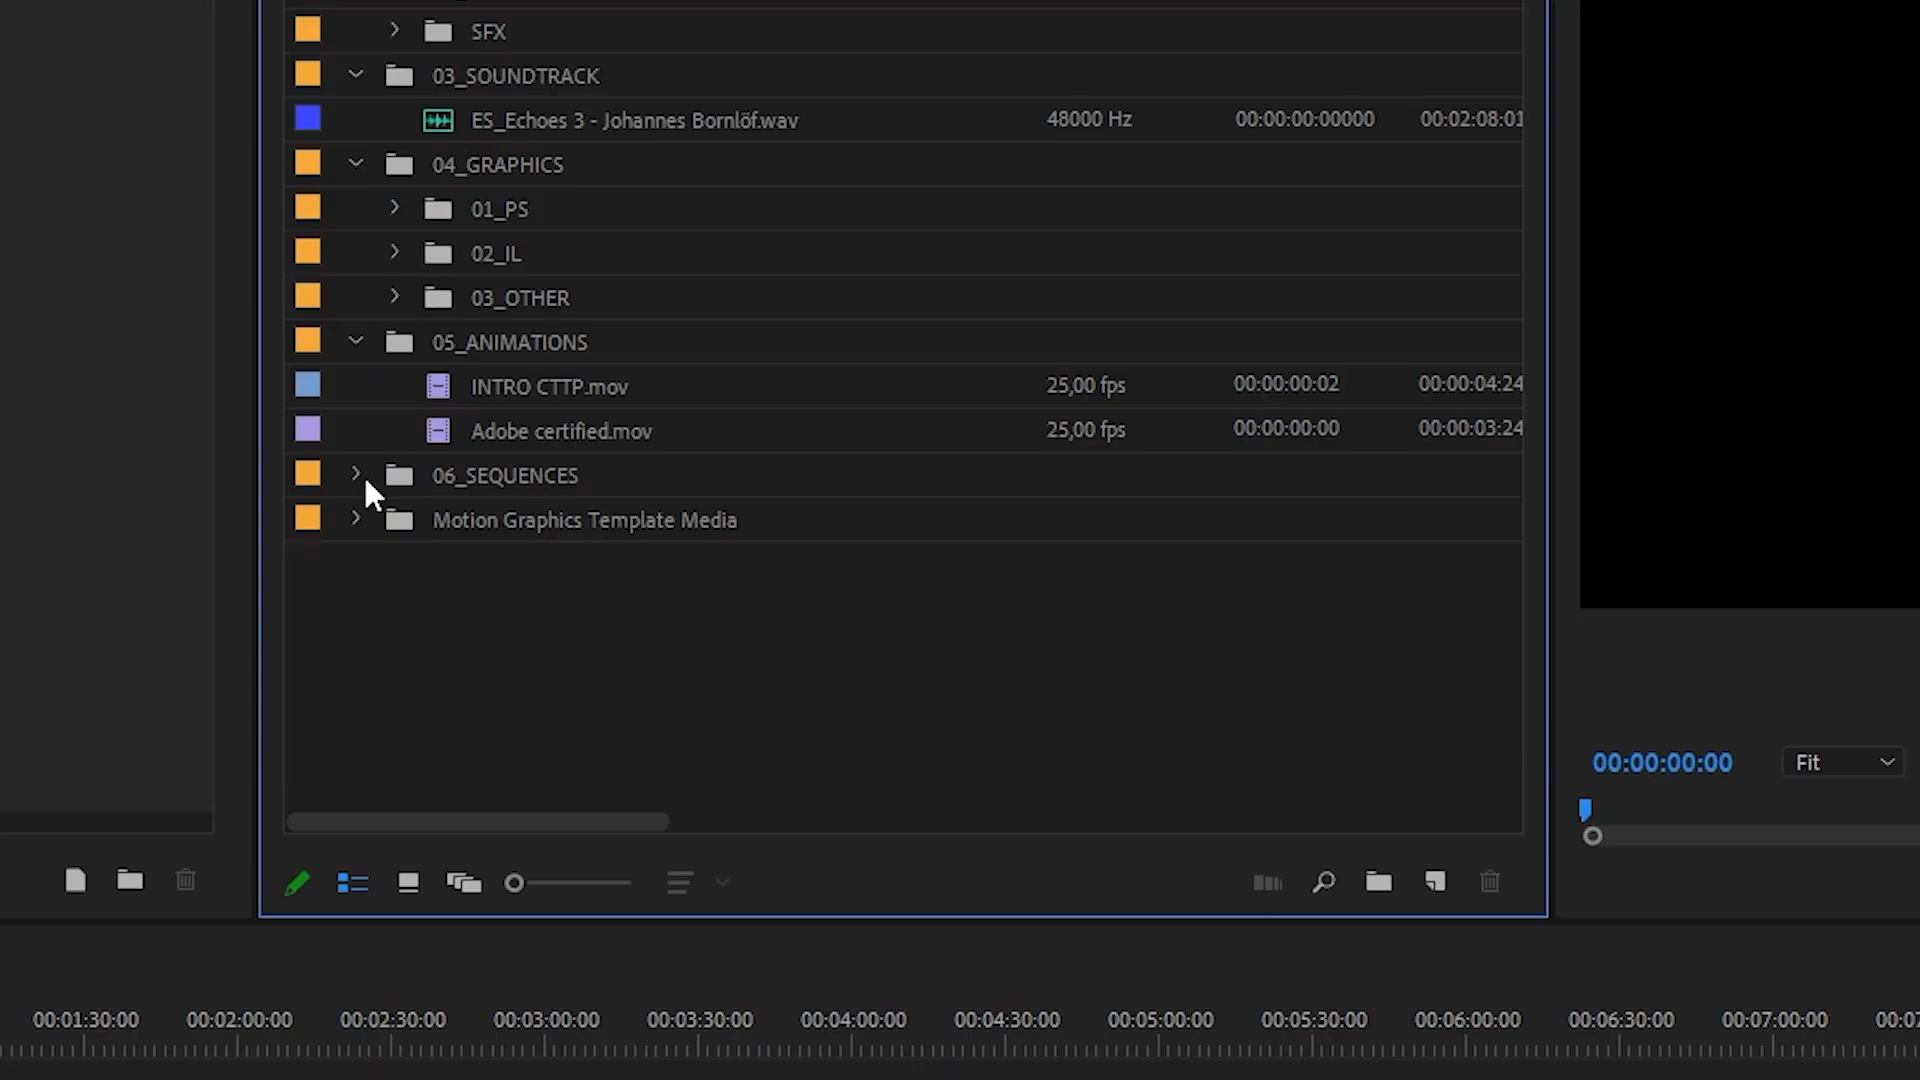 SFX
03_SOUNDTRACK
ES_Echoes 3 - Johannes Bornlöf.wav 48000 Hz 00:00:00:00000 00:02:08:01
04_GRAPHICS
01_PS
02_IL
03_OTHER
05_ANIMATIONS
INTRO CTTP.mov 25,00 fps 00:00:00:02 00:00:04:24
Adobe certified.mov 25,00 fps 00:00:00:00 00:00:03:24
06_SEQUENCES
Motion Graphics Template Media
00:00:00:00 Fit
00:01:30:00 00:02:00:00 00:02:30:00 00:03:00:00 00:03:30:00 00:04:00:00 00:04:30:00 00:05:00:00 00:05:30:00 00:06:00:00 00:06:30:00 00:07:00:00 00:0